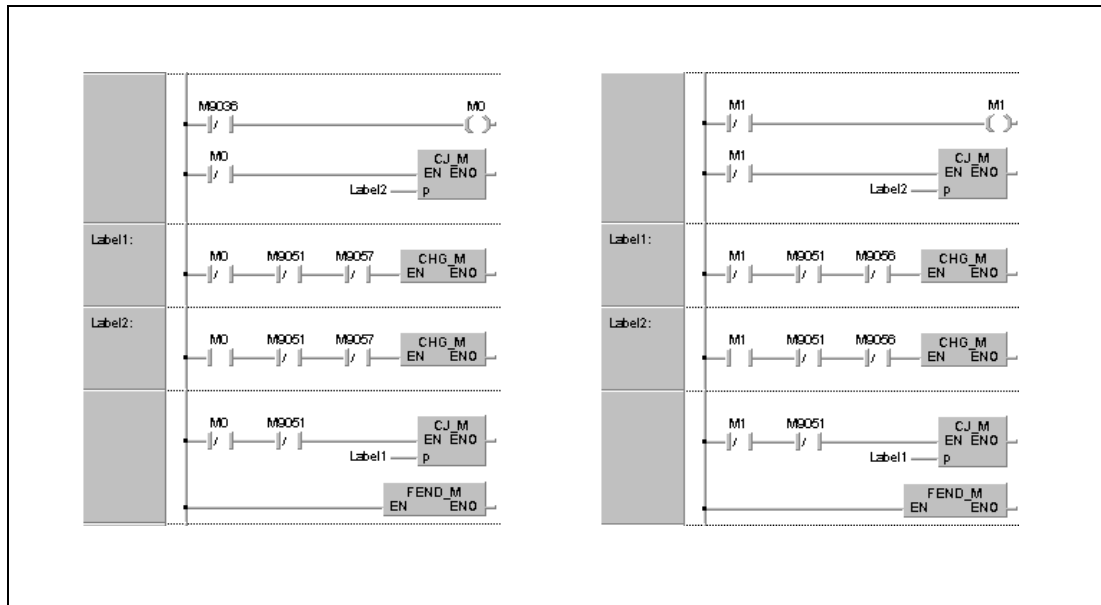 M9036 M0
M0 CJ_M
EN ENO
Label2 p
Label1:
M0 M9051 M9057 CHG_M
EN ENO
Label2:
M0 M9051 M9057 CHG_M
EN ENO
M0 M9051 CJ_M
EN ENO
Label1 p
FEND_M
EN ENO
M1 M1
M1 CJ_M
EN ENO
Label2 p
Label1:
M1 M9051 M9056 CHG_M
EN ENO
Label2:
M1 M9051 M9056 CHG_M
EN ENO
M1 M9051 CJ_M
EN ENO
Label1 p
FEND_M
EN ENO